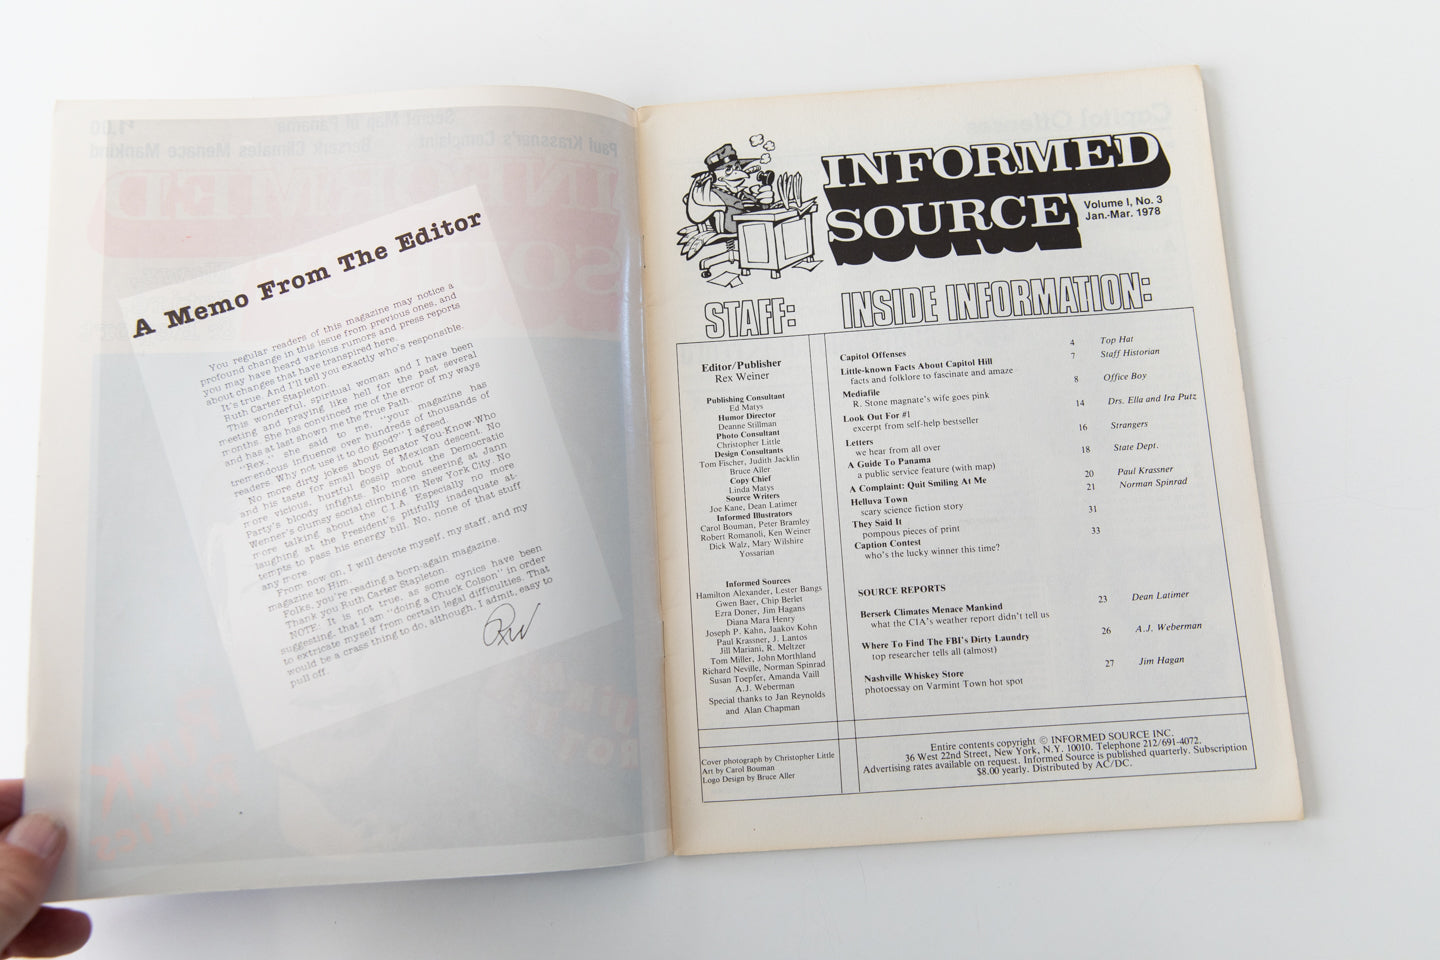 A Memo From The Editor
You regular readers of this magazine may notice a
profound change in this issue from previous ones, and
you may have heard various rumors and press reports
about changes that have transpired here.
It's true. And I'll tell you exactly who's responsible.
Ruth Carter Stapleton.
This wonderful, spiritual woman and I have been
meeting and praying like hell for the past several
months. She has convinced me of the error of my ways
and has at last shown me the True Path.
"Rex," she said to me, "your magazine has
tremendous influence over hundreds of thousands of
readers. Why not use it to do good?" I agreed.
No more dirty jokes about Senator You-Know-Who
and his taste for small boys of Mexican descent. No
more vicious, hurtful gossip about the Democratic
Party's bloody infights. No more sneering at Jann
Wenner's clumsy social climbing in New York City. No
more talking about the C.I.A. Especially no more
laughing at the President's pitifully inadequate at-
tempts to pass his energy bill. No, none of that stuff
any more.
From now on, I will devote myself, my staff, and my
magazine to Him.
Folks, you're reading a born-again magazine.
Thank you Ruth Carter Stapleton.
NOTE: It is not true, as some cynics have been
suggesting, that I am "doing a Chuck Colson" in order
to extricate myself from certain legal difficulties. That
would be a crass thing to do, although, I admit, easy to
pull off.
INFORMED
SOURCE
Volume I, No. 3
Jan.-Mar. 1978
STAFF:
Editor/Publisher
Rex Weiner
Publishing Consultant
Ed Matys
Humor Director
Deanne Stillman
Photo Consultant
Christopher Little
Design Consultants
Tom Fischer, Judith Jacklin
Bruce Aller
Copy Chief
Linda Matys
Source Writers
Joe Kane, Dean Latimer
Informed Illustrators
Carol Bouman, Peter Bramley
Robert Romanoli, Ken Weiner
Dick Walz, Mary Wilshire
Yossarian
Informed Sources
Hamilton Alexander, Lester Bangs
Gwen Baer, Chip Berlet
Ezra Doner, Jim Hagans
Diana Mara Henry
Joseph P. Kahn, Jaakov Kohn
Paul Krassner, J. Lantos
Jill Mariani, R. Meltzer
Tom Miller, John Morthland
Richard Neville, Norman Spinrad
Susan Toepfer, Amanda Vaill
A.J. Weberman
Special thanks to Jan Reynolds
and Alan Chapman
Cover photograph by Christopher Little
Art by Carol Bouman
Logo Design by Bruce Aller
INSIDE INFORMATION:
Capitol Offenses 4 Top Hat
Little-known Facts About Capitol Hill 7 Staff Historian
facts and folklore to fascinate and amaze
Mediafile 8 Office Boy
R. Stone magnate's wife goes pink
Look Out For #1 14 Drs. Ella and Ira Putz
excerpt from self-help bestseller
Letters 16 Strangers
we hear from all over
A Guide To Panama 18 State Dept.
a public service feature (with map)
A Complaint: Quit Smiling At Me 20 Paul Krassner
Helluva Town 21 Norman Spinrad
scary science fiction story
They Said It 31
pompous pieces of print
Caption Contest 33
who's the lucky winner this time?
SOURCE REPORTS
Berserk Climates Menace Mankind 23 Dean Latimer
what the CIA's weather report didn't tell us
Where To Find The FBI's Dirty Laundry 26 A.J. Weberman
top researcher tells all (almost)
Nashville Whiskey Store 27 Jim Hagan
photoessay on Varmint Town hot spot
Entire contents copyright © INFORMED SOURCE INC.
36 West 22nd Street, New York, N.Y. 10010. Telephone 212/691-4072.
Advertising rates available on request. Informed Source is published quarterly. Subscription
$8.00 yearly. Distributed by AC/DC.